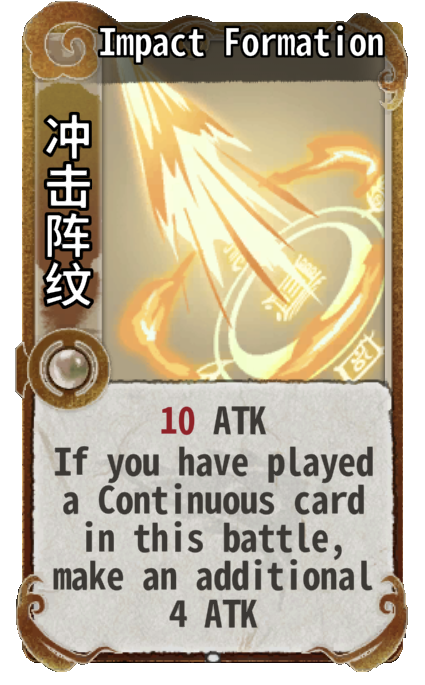 Impact Formation
冲击阵纹
10 ATK
If you have played
a Continuous card
in this battle,
make an additional
4 ATK